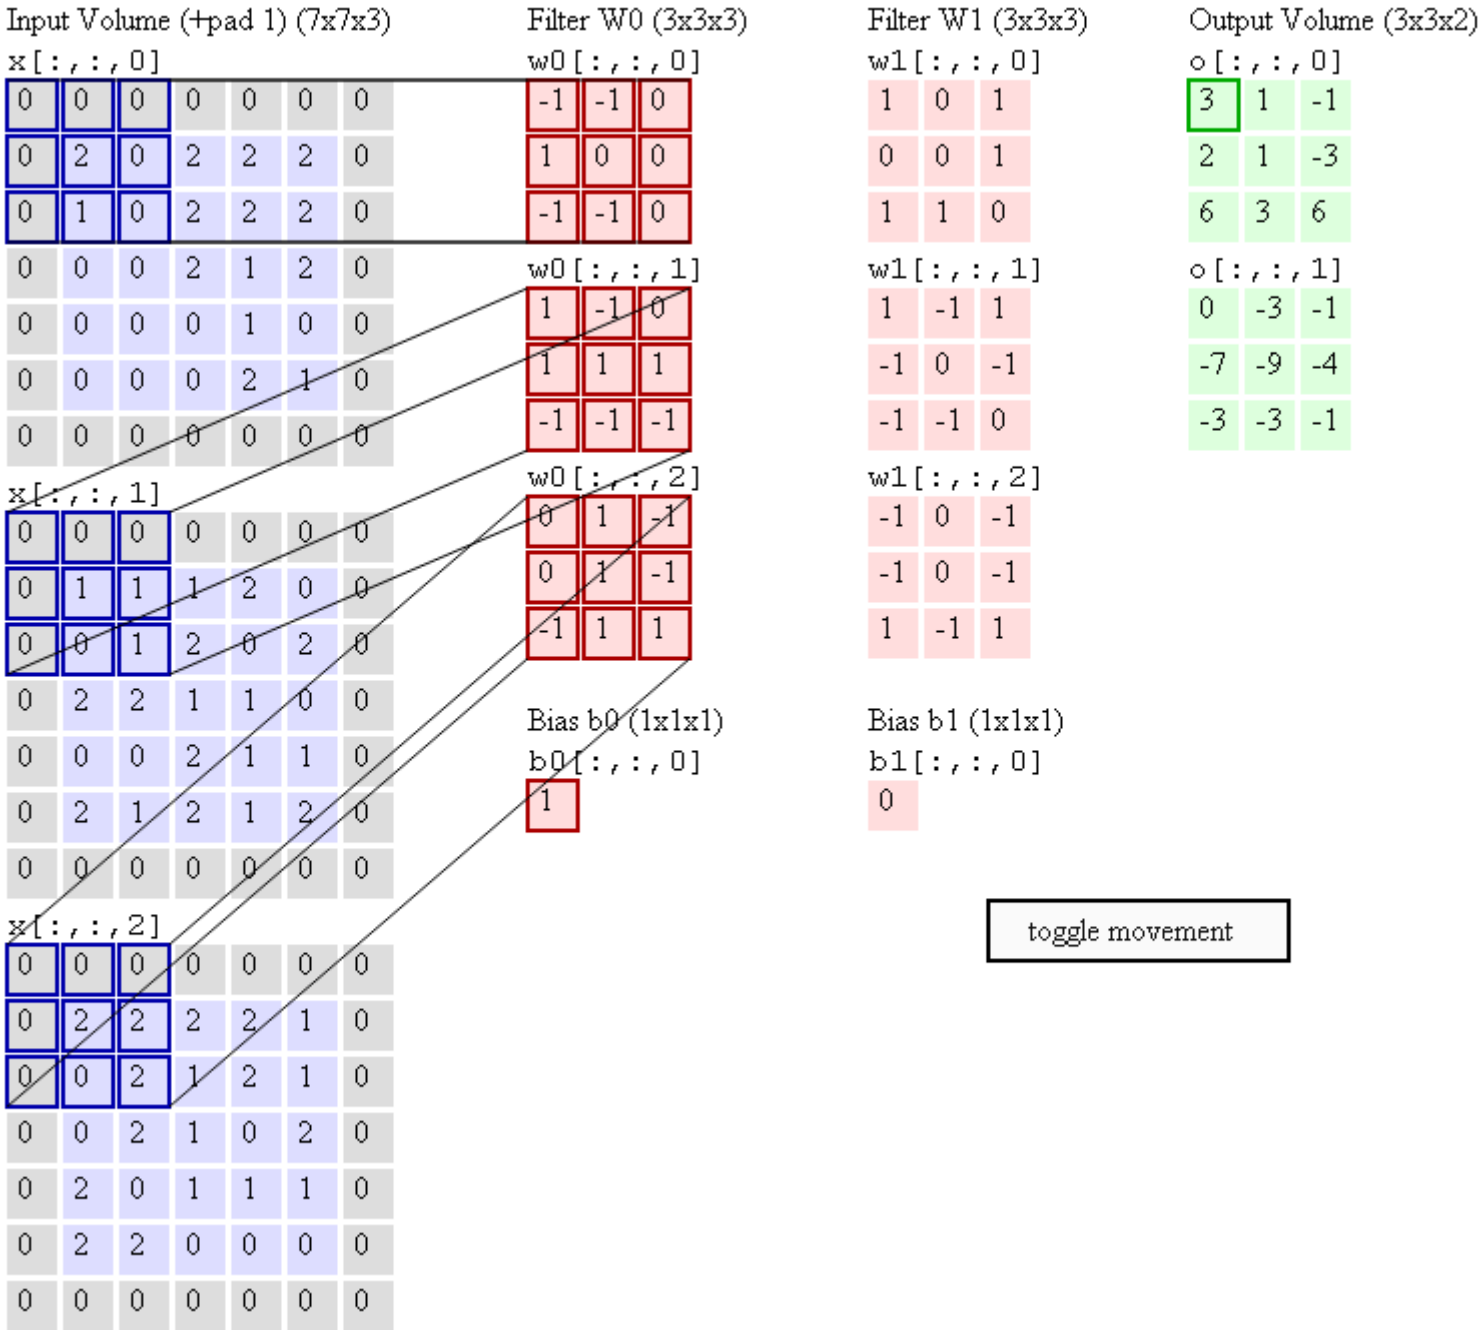 Input Volume (+pad 1) (7x7x3)
x[:,:,0]
0 0 0 0 0 0 0
0 2 0 2 2 2 0
0 1 0 2 2 2 0
0 0 0 2 1 2 0
0 0 0 0 1 0 0
0 0 0 0 2 1 0
0 0 0 0 0 0 0
x[:,:,1]
0 0 0 0 0 0 0
0 1 1 1 2 0 0
0 0 1 2 0 2 0
0 2 2 1 1 0 0
0 0 0 2 1 1 0
0 2 1 2 1 2 0
0 0 0 0 0 0 0
x[:,:,2]
0 0 0 0 0 0 0
0 2 2 2 2 1 0
0 0 2 1 2 1 0
0 0 2 1 0 2 0
0 2 0 1 1 1 0
0 2 2 0 0 0 0
0 0 0 0 0 0 0
Filter W0 (3x3x3)
w0[:,:,0]
-1 -1 0
1 0 0
-1 -1 0
w0[:,:,1]
1 -1 0
1 1 1
-1 -1 -1
w0[:,:,2]
0 1 -1
0 1 -1
-1 1 1
Bias b0 (1x1x1)
b0[:,:,0]
1
Filter W1 (3x3x3)
w1[:,:,0]
1 0 1
0 0 1
1 1 0
w1[:,:,1]
1 -1 1
-1 0 -1
-1 -1 0
w1[:,:,2]
-1 0 -1
-1 0 -1
1 -1 1
Bias b1 (1x1x1)
b1[:,:,0]
0
Output Volume (3x3x2)
o[:,:,0]
3 1 -1
2 1 -3
6 3 6
o[:,:,1]
0 -3 -1
-7 -9 -4
-3 -3 -1
toggle movement